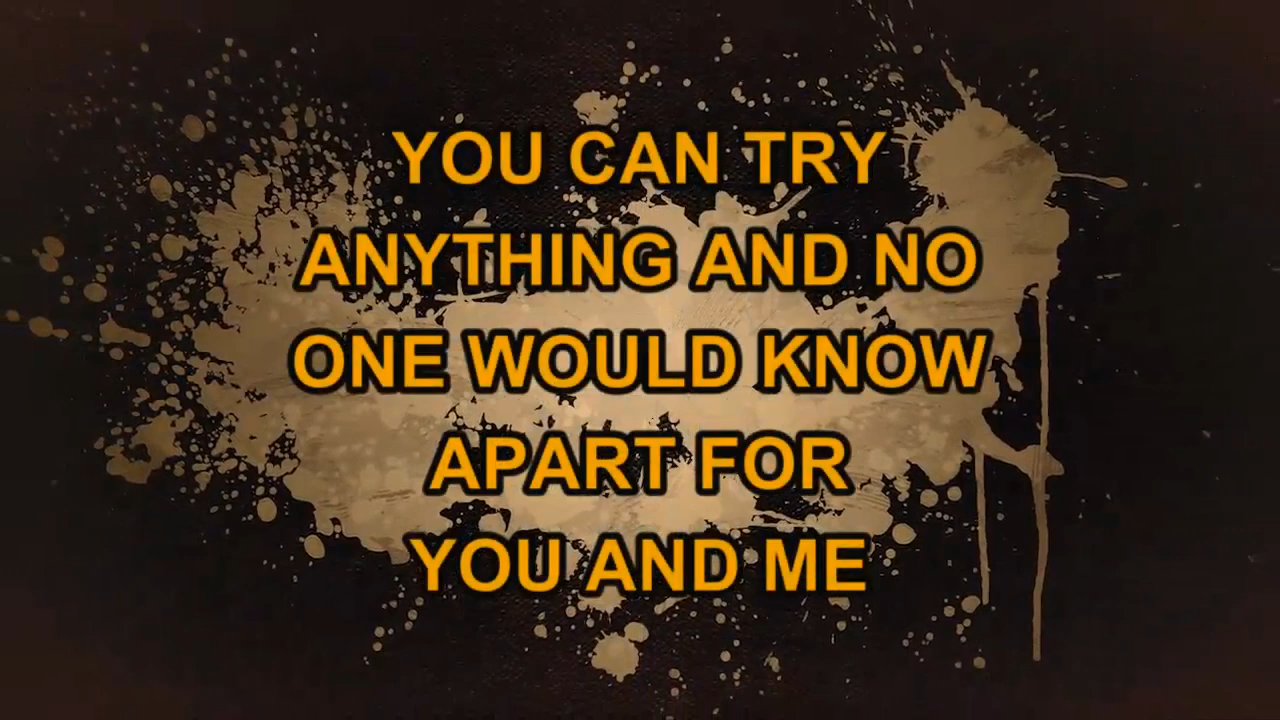 YOU CAN TRY
ANYTHING AND NO
ONE WOULD KNOW
APART FOR
YOU AND ME